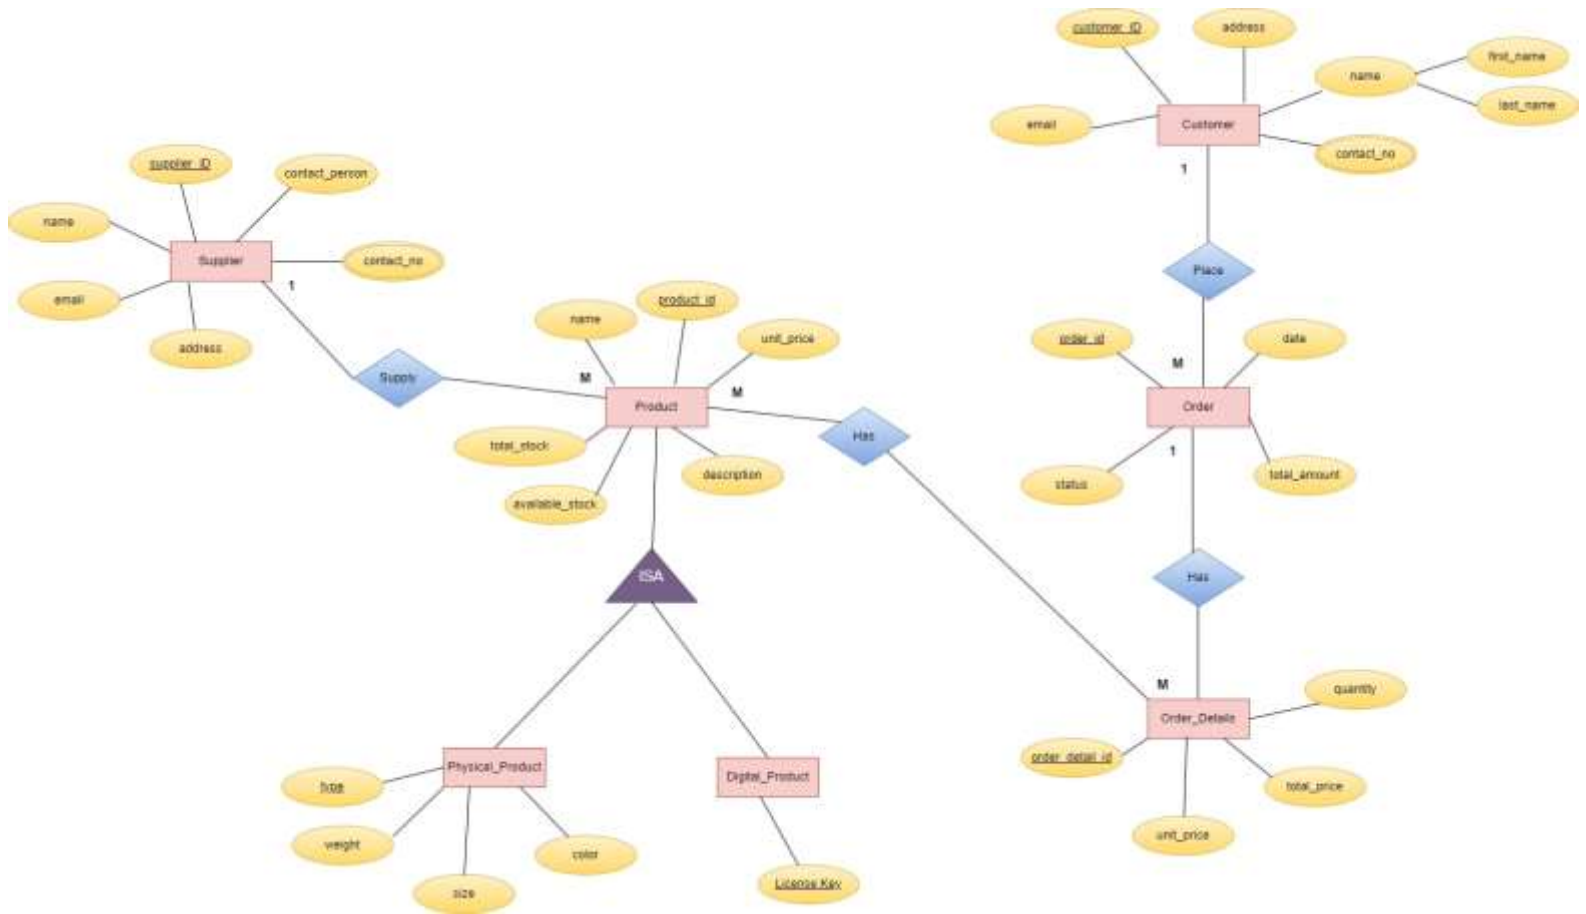 customer_ID
address
first_name
name
last_name
email
Customer
contact_no
1
supplier_ID
contact_person
name
Supplier
contact_no
1
email
address
Place
product_id
name
unit_price
order_id
date
M
Supply
M
M
Product
Order
Has
total_stock
description
1
status
total_amount
available_stock
ISA
Has
M
quantity
Order_Details
order_detail_id
Physical_Product
Digital_Product
type
total_price
unit_price
weight
color
size
License Key